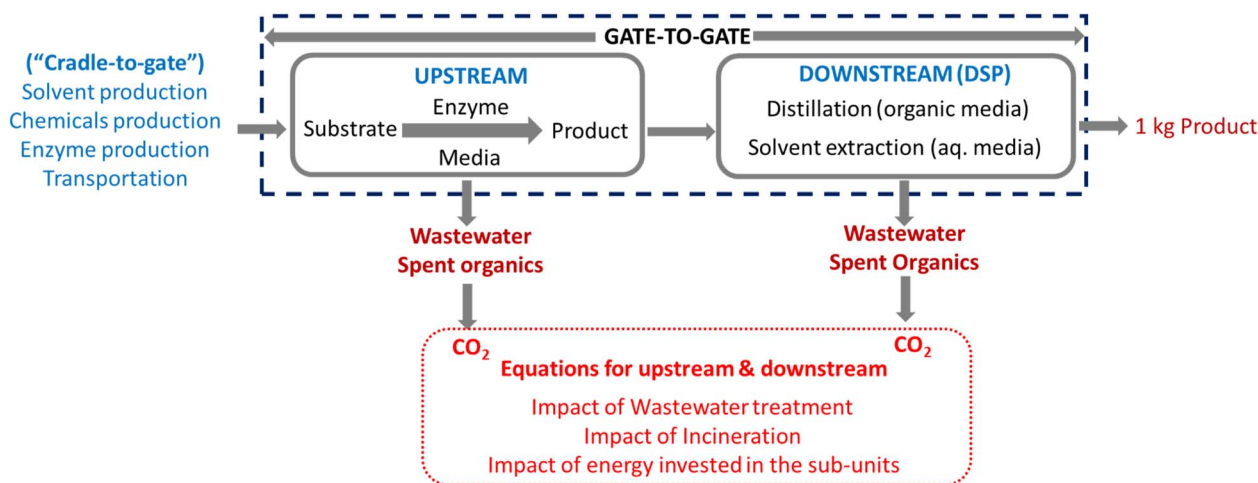 GATE-TO-GATE
(“Cradle-to-gate”)
Solvent production
Chemicals production
Enzyme production
Transportation
UPSTREAM
Enzyme
Substrate
Product
Media
DOWNSTREAM (DSP)
Distillation (organic media)
Solvent extraction (aq. media)
1 kg Product
Wastewater
Spent organics
Wastewater
Spent Organics
CO₂
CO₂
Equations for upstream & downstream
Impact of Wastewater treatment
Impact of Incineration
Impact of energy invested in the sub-units